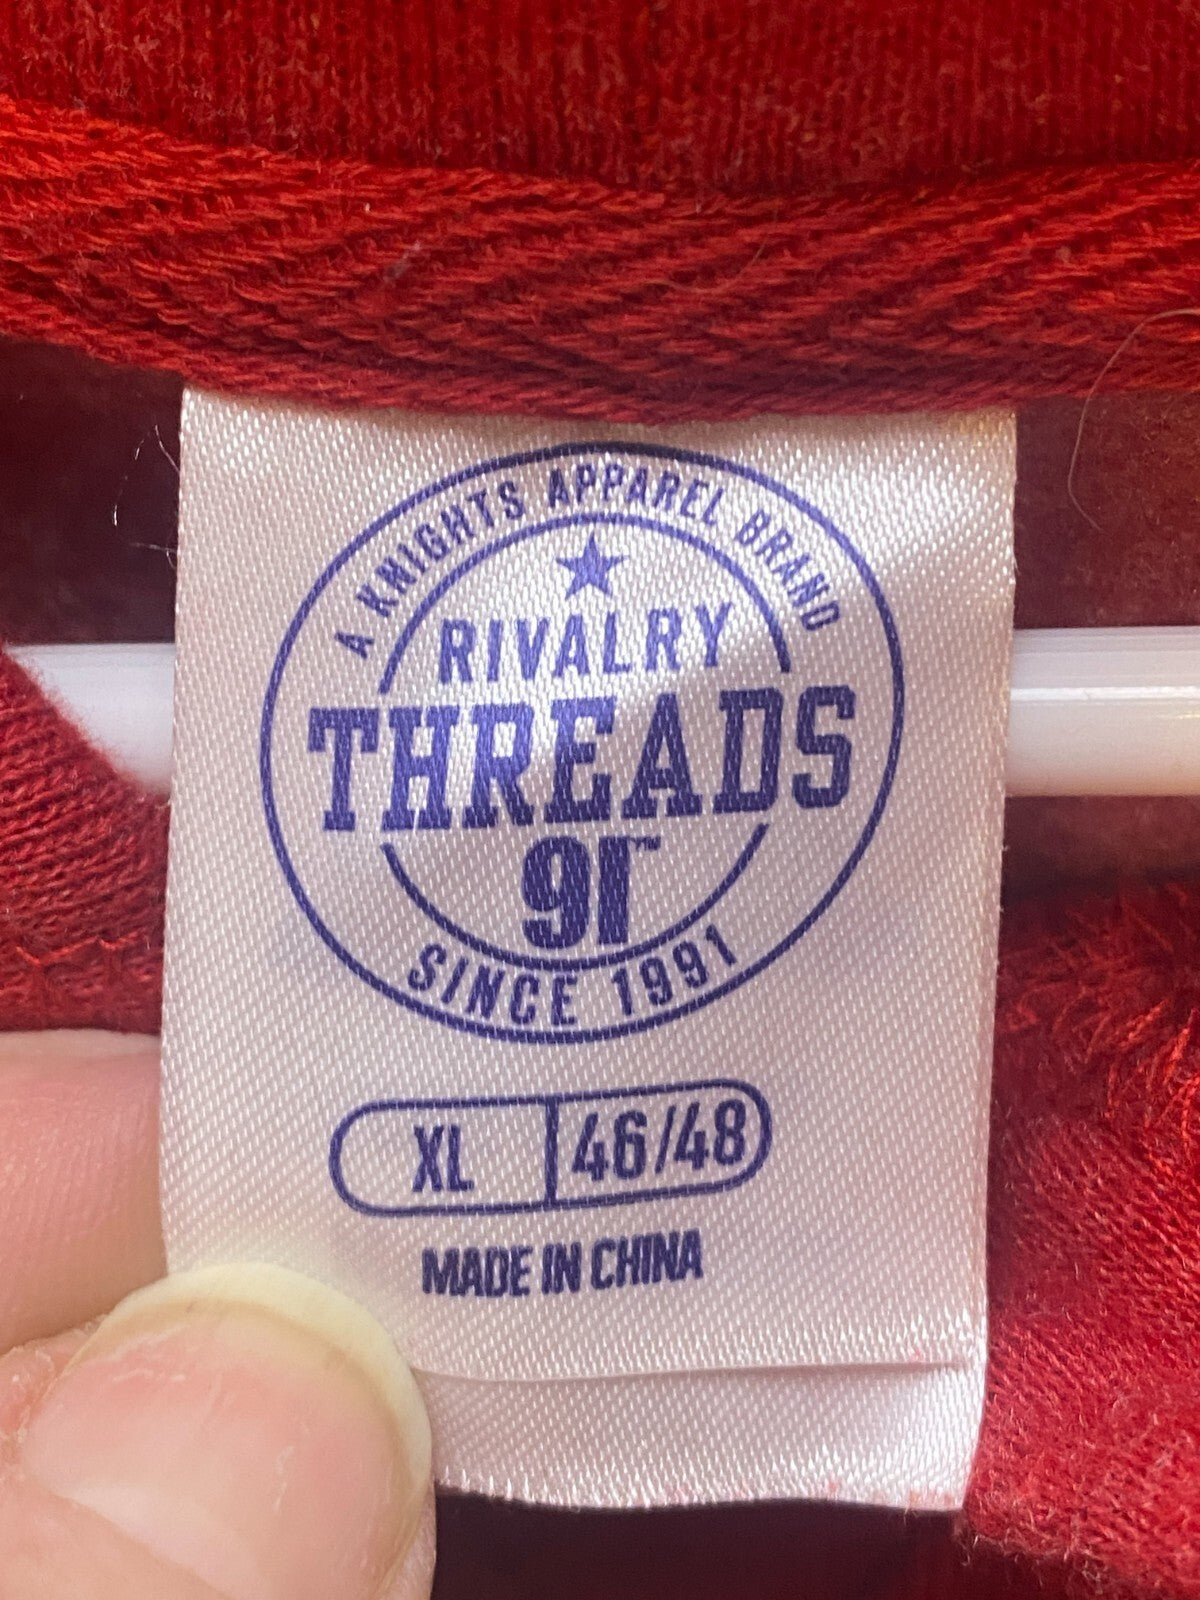 A KNIGHTS APPAREL BRAND
RIVALRY
THREADS
91
SINCE 1991
XL 46/48
MADE IN CHINA